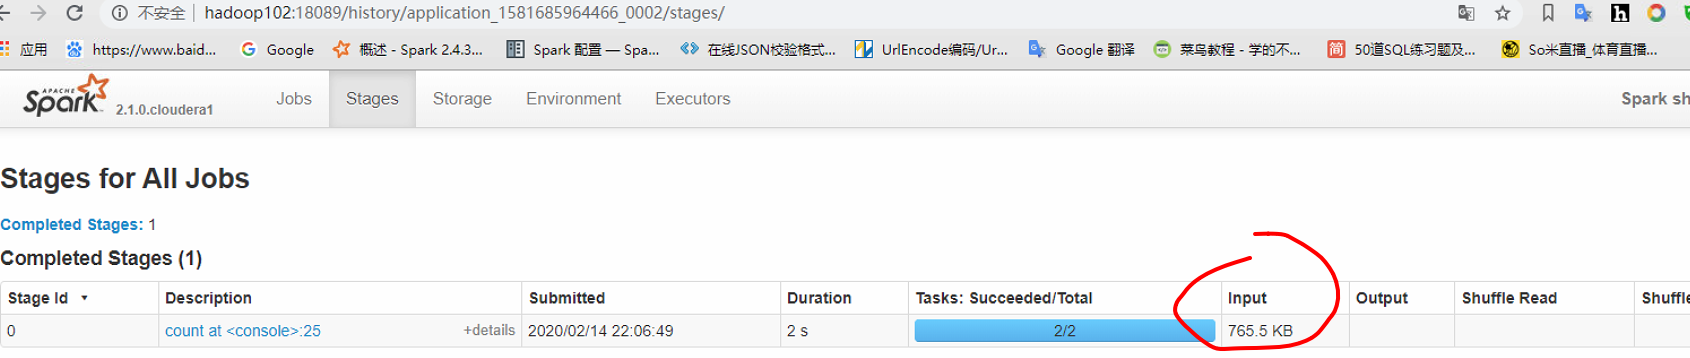 不安全 hadoop102:18089/history/application_1581685964466_0002/stages/
应用 https://www.baid... Google 概述 - Spark 2.4.3... Spark 配置 — Spa... 在线JSON校验格式... UrlEncode编码/Ur... Google 翻译 菜鸟教程 - 学的不... 50道SQL练习题及... So米直播_体育直播...
APACHE Spark 2.1.0.cloudera1 Jobs Stages Storage Environment Executors Spark sh
Stages for All Jobs
Completed Stages: 1
Completed Stages (1)
Stage Id Description Submitted Duration Tasks: Succeeded/Total Input Output Shuffle Read Shuffle
0 count at <console>:25 +details 2020/02/14 22:06:49 2 s 2/2 765.5 KB